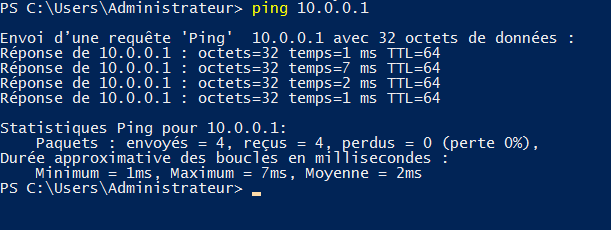 PS C:\Users\Administrateur> ping 10.0.0.1
Envoi d'une requête 'Ping'  10.0.0.1 avec 32 octets de données :
Réponse de 10.0.0.1 : octets=32 temps=1 ms TTL=64
Réponse de 10.0.0.1 : octets=32 temps=7 ms TTL=64
Réponse de 10.0.0.1 : octets=32 temps=2 ms TTL=64
Réponse de 10.0.0.1 : octets=32 temps=1 ms TTL=64
Statistiques Ping pour 10.0.0.1:
    Paquets : envoyés = 4, reçus = 4, perdus = 0 (perte 0%),
Durée approximative des boucles en millisecondes :
    Minimum = 1ms, Maximum = 7ms, Moyenne = 2ms
PS C:\Users\Administrateur> _